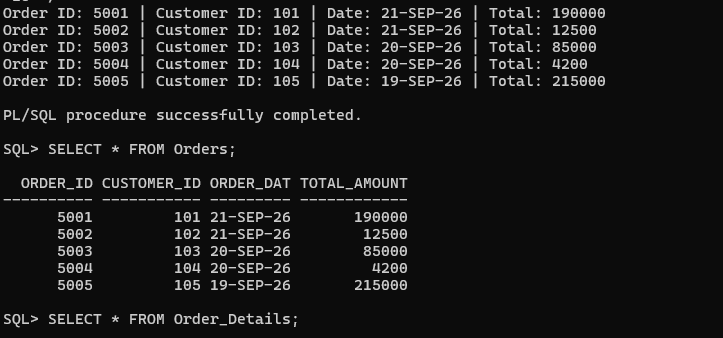 Order ID: 5001 | Customer ID: 101 | Date: 21-SEP-26 | Total: 190000
Order ID: 5002 | Customer ID: 102 | Date: 21-SEP-26 | Total: 12500
Order ID: 5003 | Customer ID: 103 | Date: 20-SEP-26 | Total: 85000
Order ID: 5004 | Customer ID: 104 | Date: 20-SEP-26 | Total: 4200
Order ID: 5005 | Customer ID: 105 | Date: 19-SEP-26 | Total: 215000
PL/SQL procedure successfully completed.
SQL> SELECT * FROM Orders;
ORDER_ID CUSTOMER_ID ORDER_DAT TOTAL_AMOUNT
---------- ----------- --------- ------------
5001 101 21-SEP-26 190000
5002 102 21-SEP-26 12500
5003 103 20-SEP-26 85000
5004 104 20-SEP-26 4200
5005 105 19-SEP-26 215000
SQL> SELECT * FROM Order_Details;